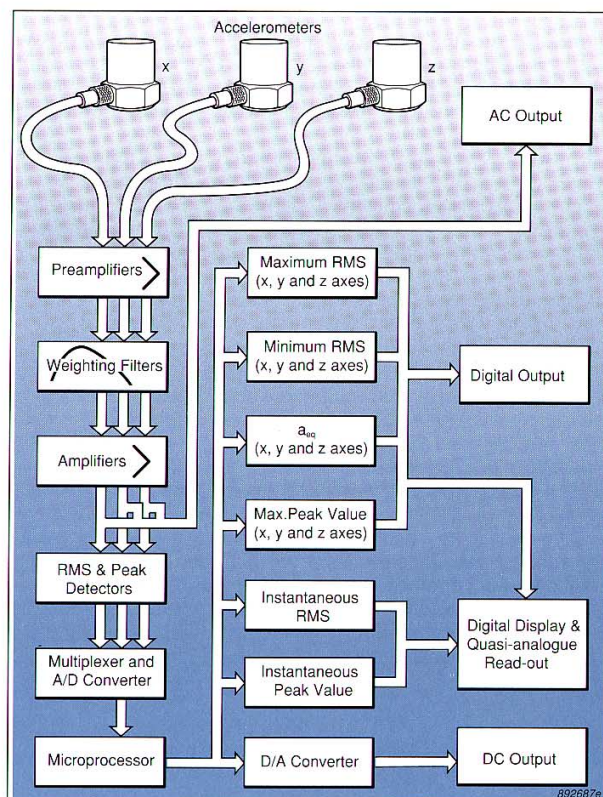 Accelerometers
x
y
z
AC Output
Preamplifiers
Weighting Filters
Amplifiers
RMS & Peak
Detectors
Multiplexer and
A/D Converter
Microprocessor
Maximum RMS
(x, y and z axes)
Minimum RMS
(x, y and z axes)
aeq
(x, y and z axes)
Max.Peak Value
(x, y and z axes)
Instantaneous
RMS
Instantaneous
Peak Value
D/A Converter
Digital Output
Digital Display &
Quasi-analogue
Read-out
DC Output
892687e